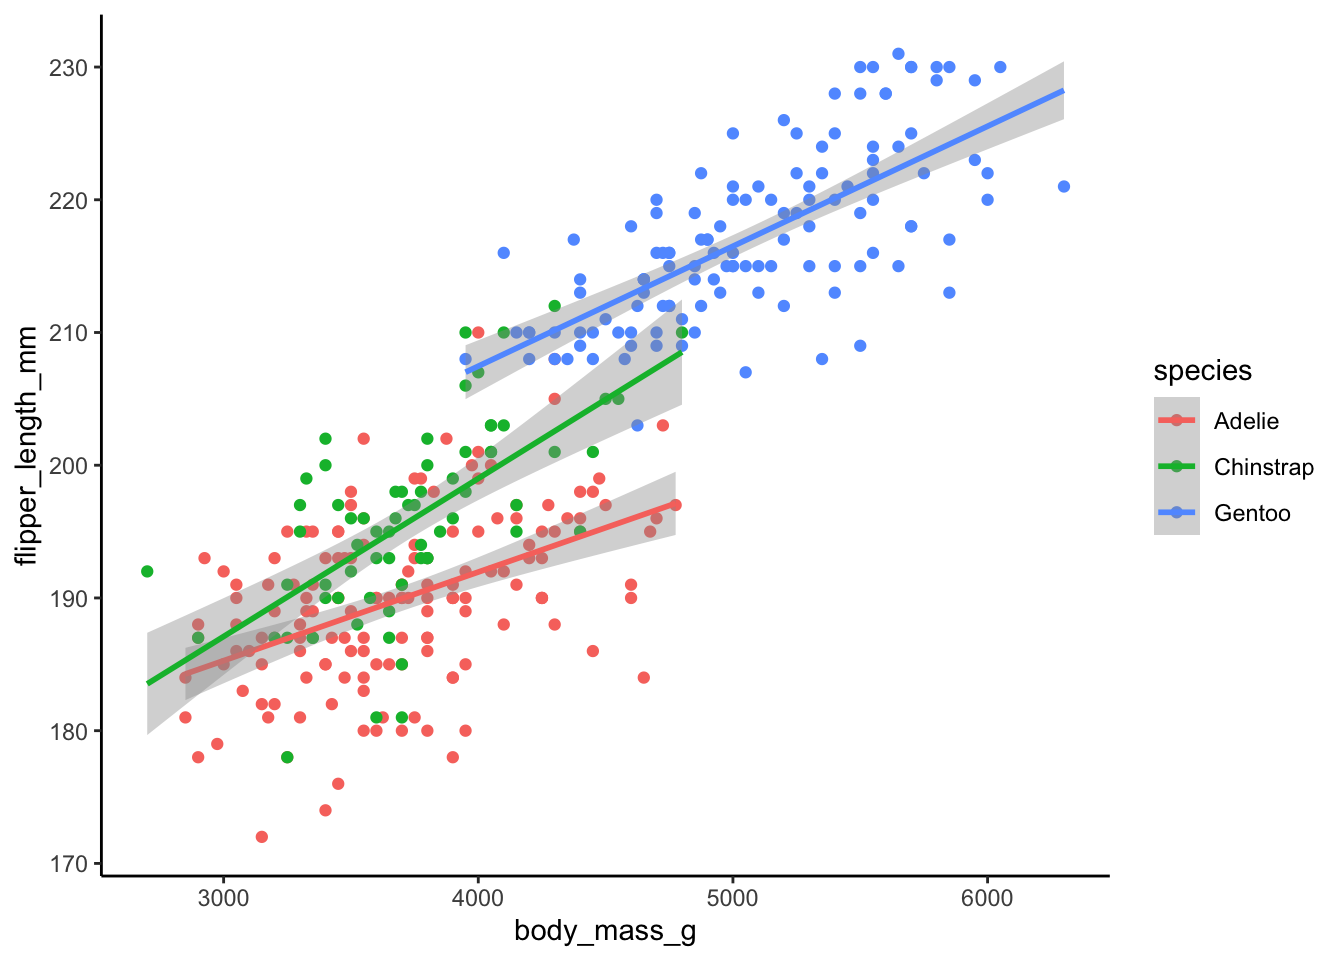 230
220
210
200
190
180
170
flipper_length_mm
3000 4000 5000 6000
body_mass_g
species
Adelie
Chinstrap
Gentoo